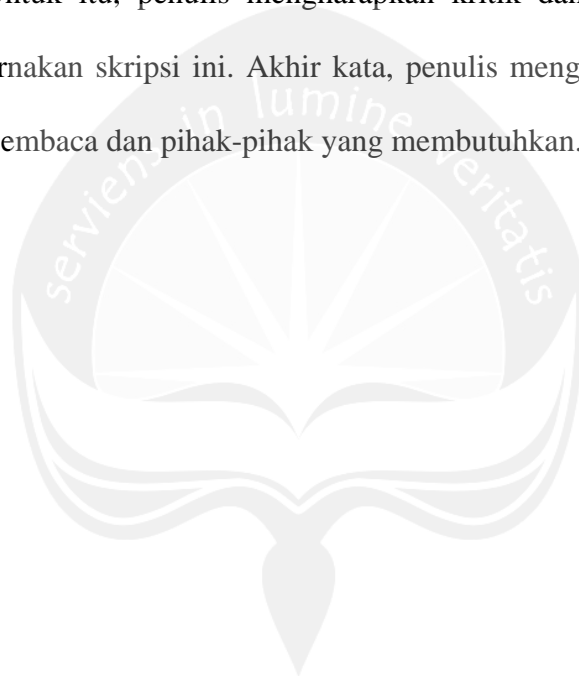 ntuk itu, penulis mengharapkan kritik dan
rnakan skripsi ini. Akhir kata, penulis meng
embaca dan pihak-pihak yang membutuhkan.
serviens in lumine veritatis